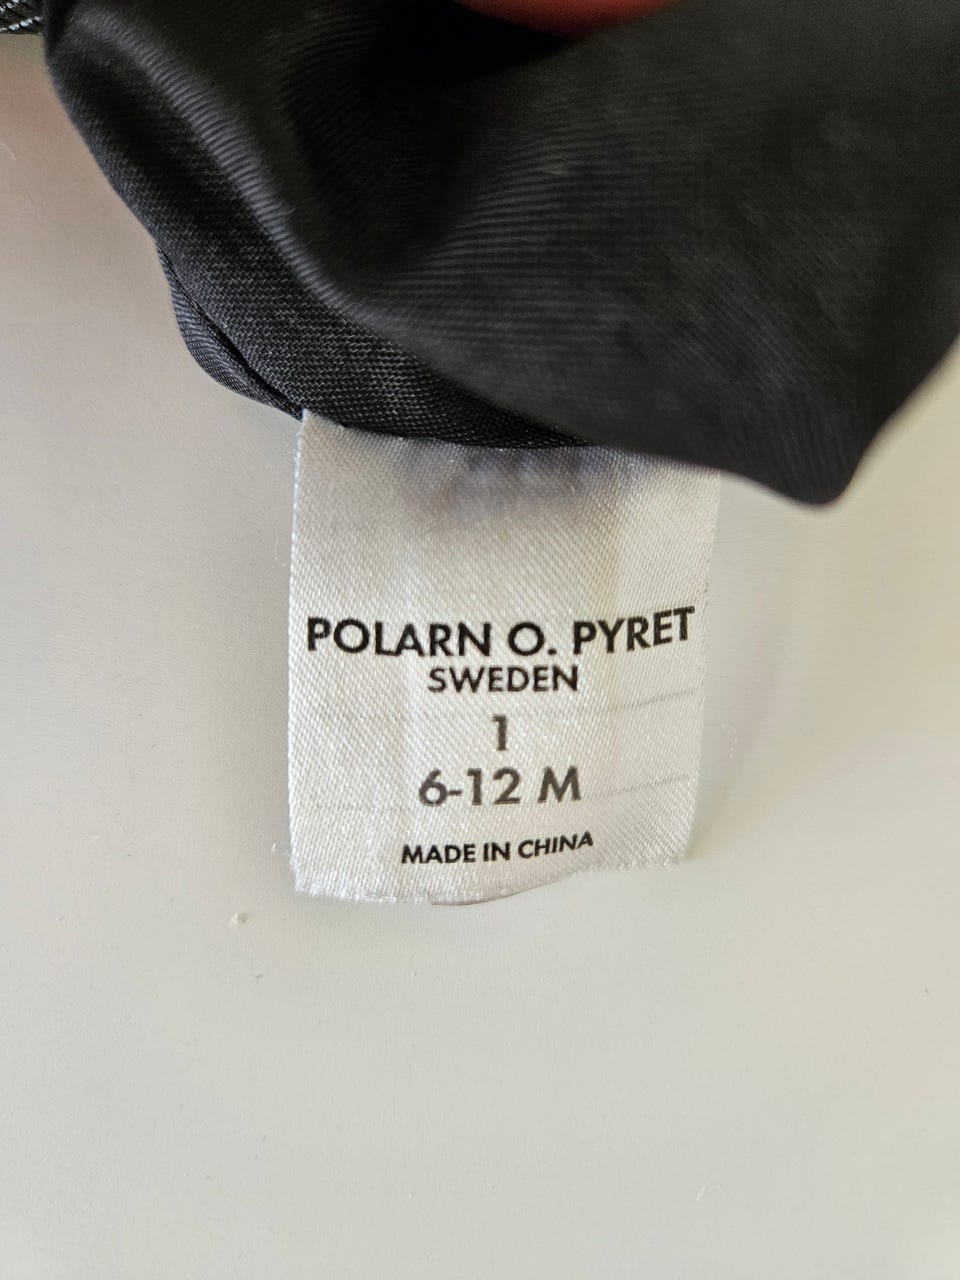 POLARN O. PYRET
SWEDEN
1
6-12 M
MADE IN CHINA